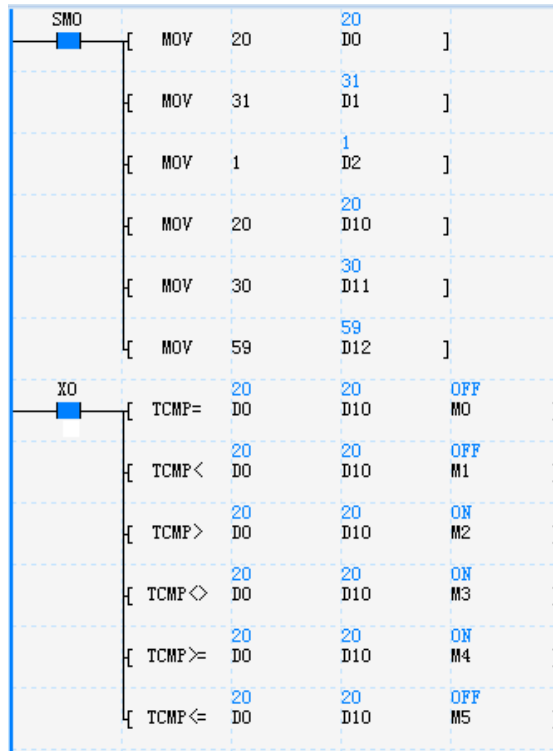 SM0 20
[ MOV 20 D0 ]
31
[ MOV 31 D1 ]
1
[ MOV 1 D2 ]
20
[ MOV 20 D10 ]
30
[ MOV 30 D11 ]
59
[ MOV 59 D12 ]
X0 20 20 OFF
[ TCMP= D0 D10 M0
20 20 OFF
[ TCMP< D0 D10 M1
20 20 ON
[ TCMP> D0 D10 M2
20 20 ON
[ TCMP<> D0 D10 M3
20 20 ON
[ TCMP>= D0 D10 M4
20 20 OFF
[ TCMP<= D0 D10 M5